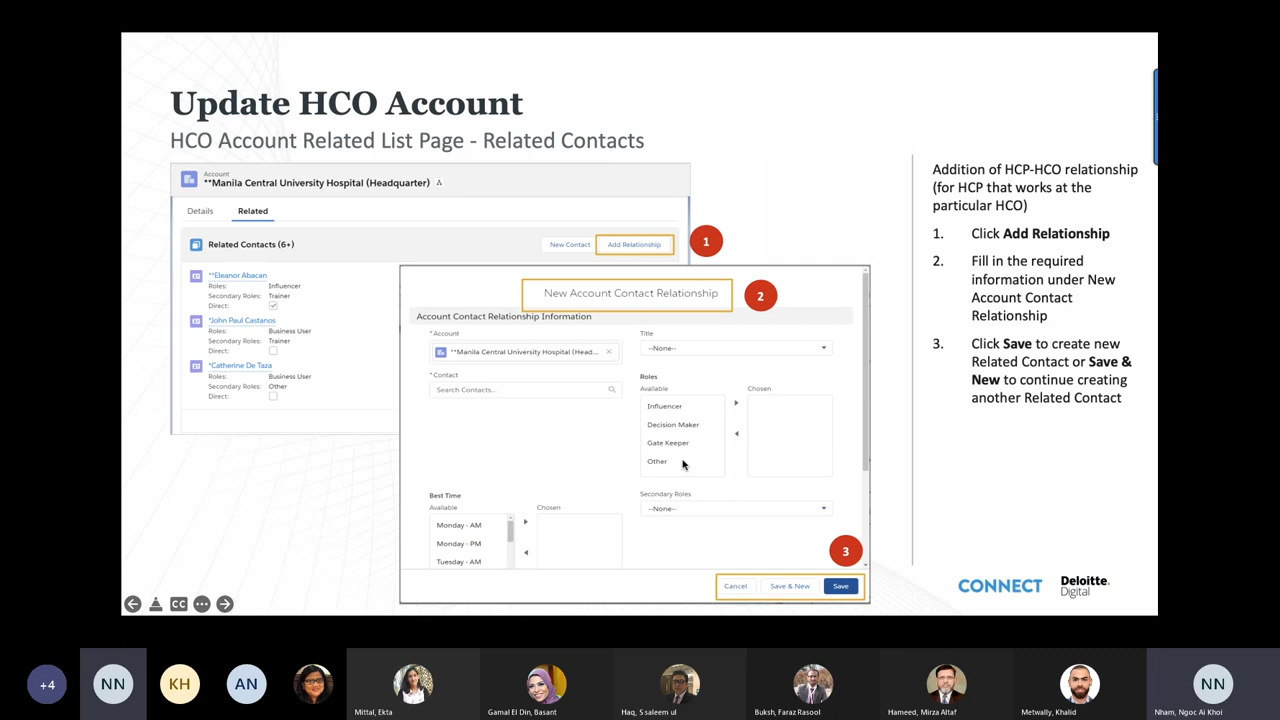 Update HCO Account
HCO Account Related List Page - Related Contacts
Account
**Manila Central University Hospital (Headquarter)
Details Related
Related Contacts (6+)
New Contact Add Relationship
1
**Eleanor Abacan
Roles: Influencer
Secondary Roles: Trainer
Direct:
*John Paul Castanos
Roles: Business User
Secondary Roles: Trainer
Direct:
*Catherine De Taza
Roles: Business User
Secondary Roles: Other
Direct:
New Account Contact Relationship
2
Account Contact Relationship Information
* Account
**Manila Central University Hospital (Head...
* Contact
Search Contacts...
Title
--None--
Roles
Available Chosen
Influencer
Decision Maker
Gate Keeper
Other
Secondary Roles
--None--
Best Time
Available Chosen
Monday - AM
Monday - PM
Tuesday - AM
3
Cancel Save & New Save
Addition of HCP-HCO relationship
(for HCP that works at the
particular HCO)
1. Click Add Relationship
2. Fill in the required
information under New
Account Contact
Relationship
3. Click Save to create new
Related Contact or Save &
New to continue creating
another Related Contact
CONNECT
Deloitte.
Digital
CC
+4
NN
KH
AN
Mittal, Ekta
Gamal El Din, Basant
Haq, S saleem ul
Buksh, Faraz Rasool
Hameed, Mirza Altaf
Metwally, Khalid
NN
Nham, Ngoc Ai Khoi